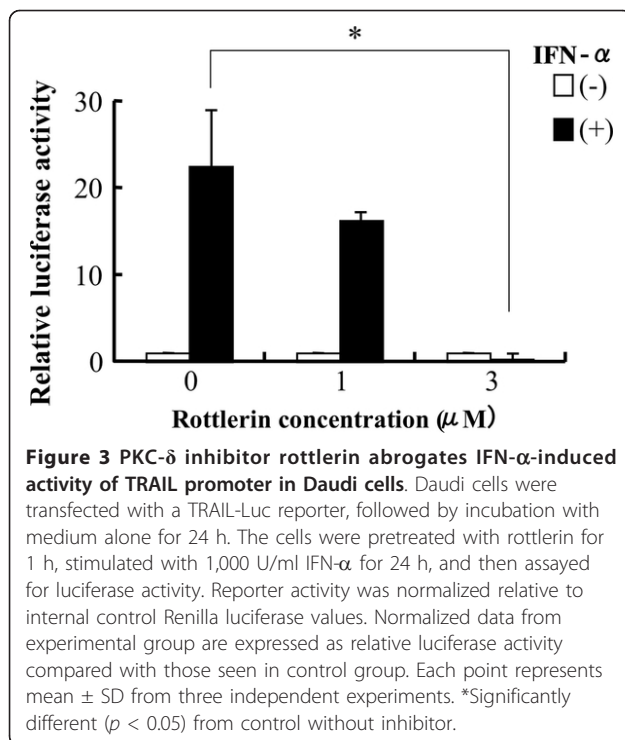 *
IFN-α
(-)
(+)
Relative luciferase activity
30
20
10
0
0 1 3
Rottlerin concentration (μM)
Figure 3 PKC-δ inhibitor rottlerin abrogates IFN-α-induced
activity of TRAIL promoter in Daudi cells. Daudi cells were
transfected with a TRAIL-Luc reporter, followed by incubation with
medium alone for 24 h. The cells were pretreated with rottlerin for
1 h, stimulated with 1,000 U/ml IFN-α for 24 h, and then assayed
for luciferase activity. Reporter activity was normalized relative to
internal control Renilla luciferase values. Normalized data from
experimental group are expressed as relative luciferase activity
compared with those seen in control group. Each point represents
mean ± SD from three independent experiments. *Significantly
different (p < 0.05) from control without inhibitor.